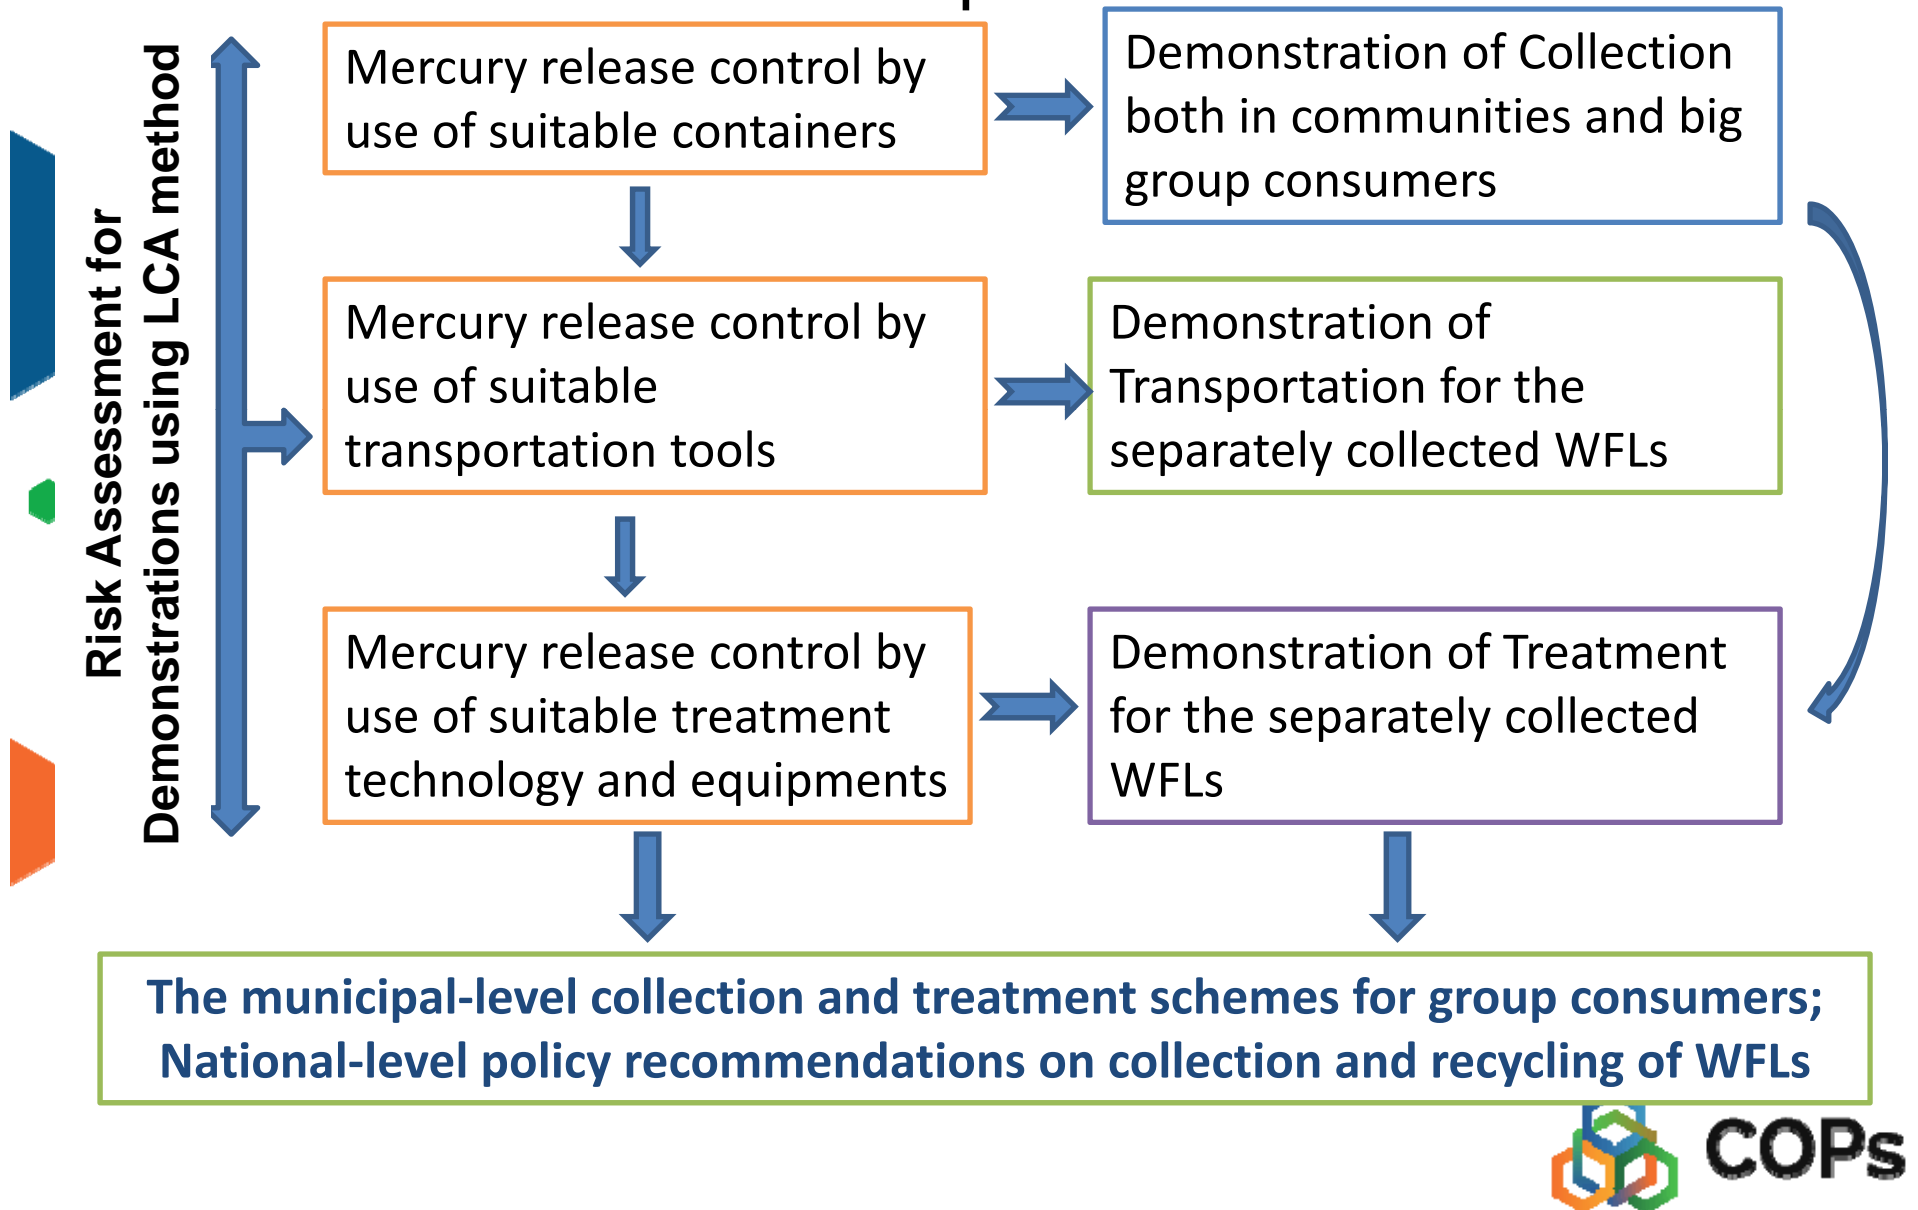 Risk Assessment for
Demonstrations using LCA method
Mercury release control by
use of suitable containers
Demonstration of Collection
both in communities and big
group consumers
Mercury release control by
use of suitable
transportation tools
Demonstration of
Transportation for the
separately collected WFLs
Mercury release control by
use of suitable treatment
technology and equipments
Demonstration of Treatment
for the separately collected
WFLs
The municipal-level collection and treatment schemes for group consumers;
National-level policy recommendations on collection and recycling of WFLs
COPs